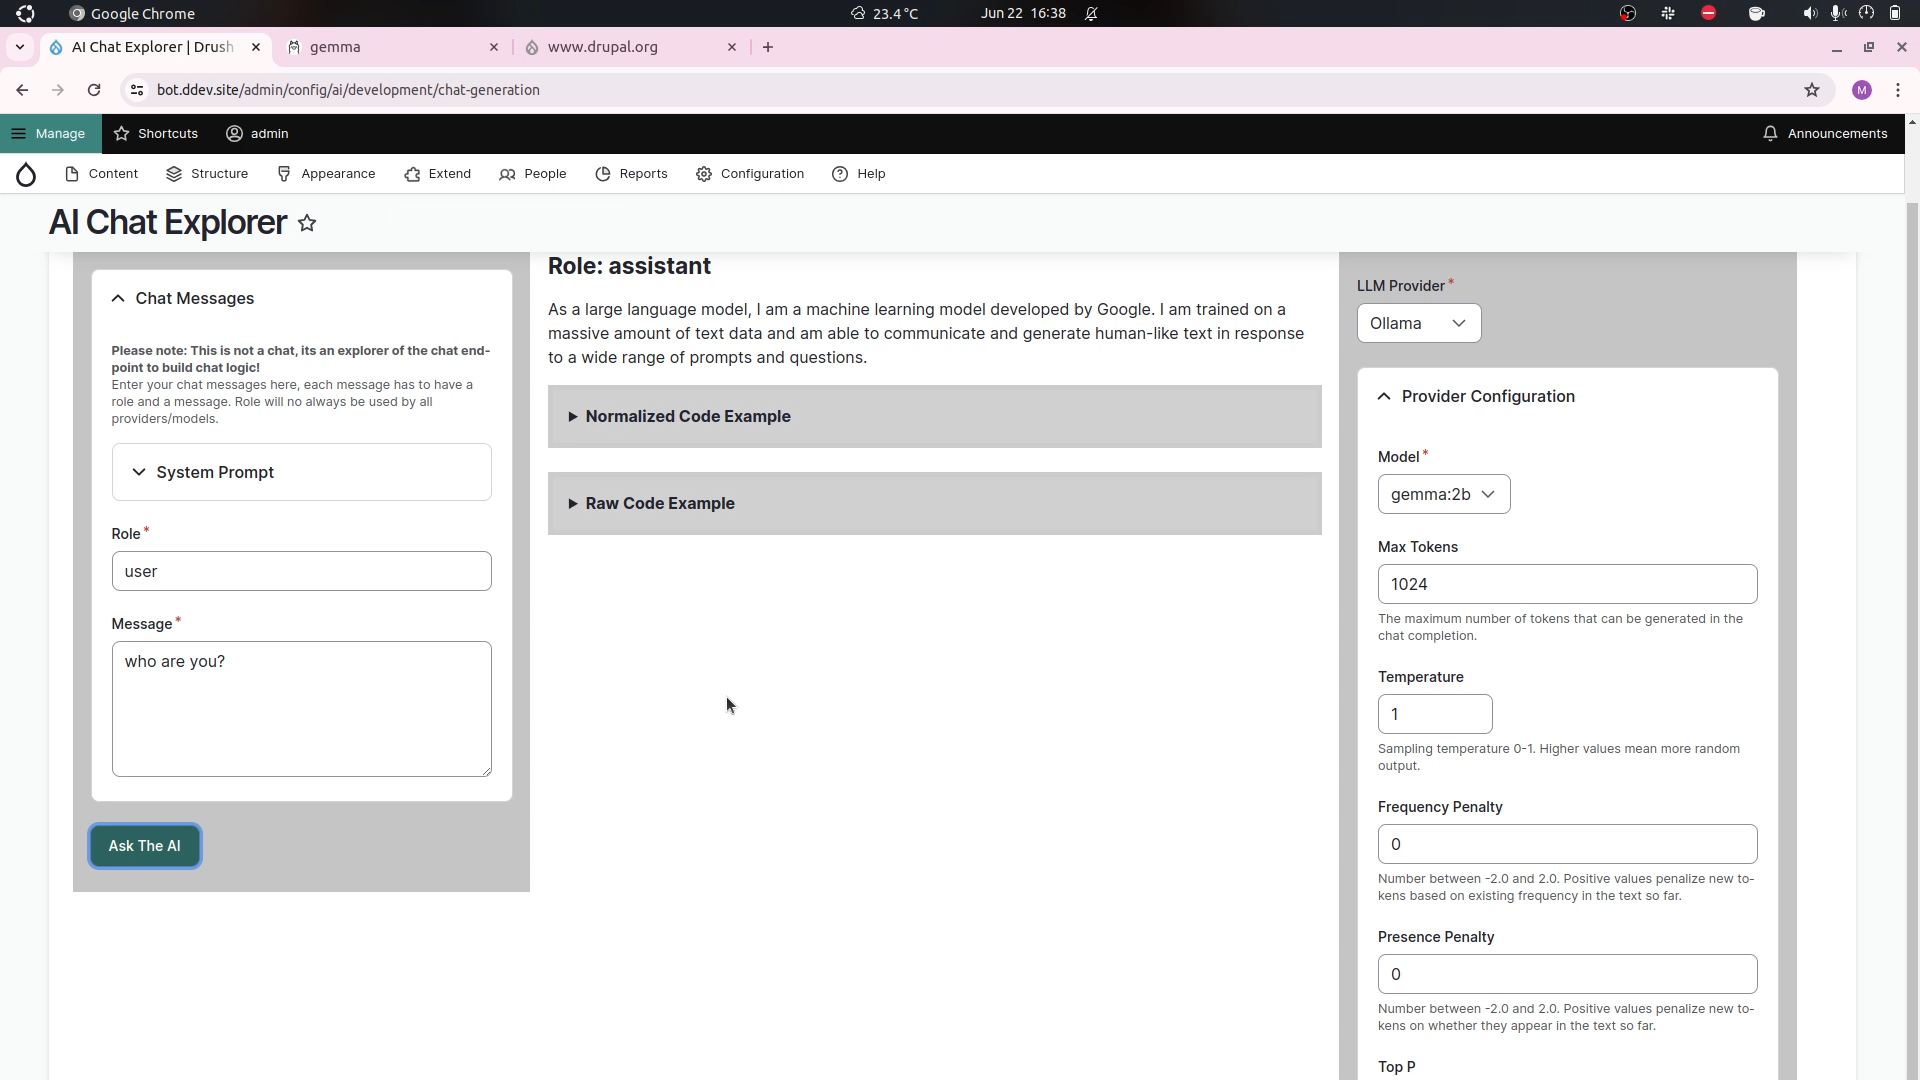 Google Chrome
23.4 °C
Jun 22 16:38
AI Chat Explorer | Drush
gemma
www.drupal.org
bot.ddev.site/admin/config/ai/development/chat-generation
M
Manage
Shortcuts
admin
Announcements
Content
Structure
Appearance
Extend
People
Reports
Configuration
Help
AI Chat Explorer
Chat Messages
Please note: This is not a chat, its an explorer of the chat end-
point to build chat logic!
Enter your chat messages here, each message has to have a
role and a message. Role will no always be used by all
providers/models.
System Prompt
Role*
user
Message*
who are you?
Ask The AI
Role: assistant
As a large language model, I am a machine learning model developed by Google. I am trained on a
massive amount of text data and am able to communicate and generate human-like text in response
to a wide range of prompts and questions.
Normalized Code Example
Raw Code Example
LLM Provider*
Ollama
Provider Configuration
Model*
gemma:2b
Max Tokens
1024
The maximum number of tokens that can be generated in the
chat completion.
Temperature
1
Sampling temperature 0-1. Higher values mean more random
output.
Frequency Penalty
0
Number between -2.0 and 2.0. Positive values penalize new to-
kens based on existing frequency in the text so far.
Presence Penalty
0
Number between -2.0 and 2.0. Positive values penalize new to-
kens on whether they appear in the text so far.
Top P